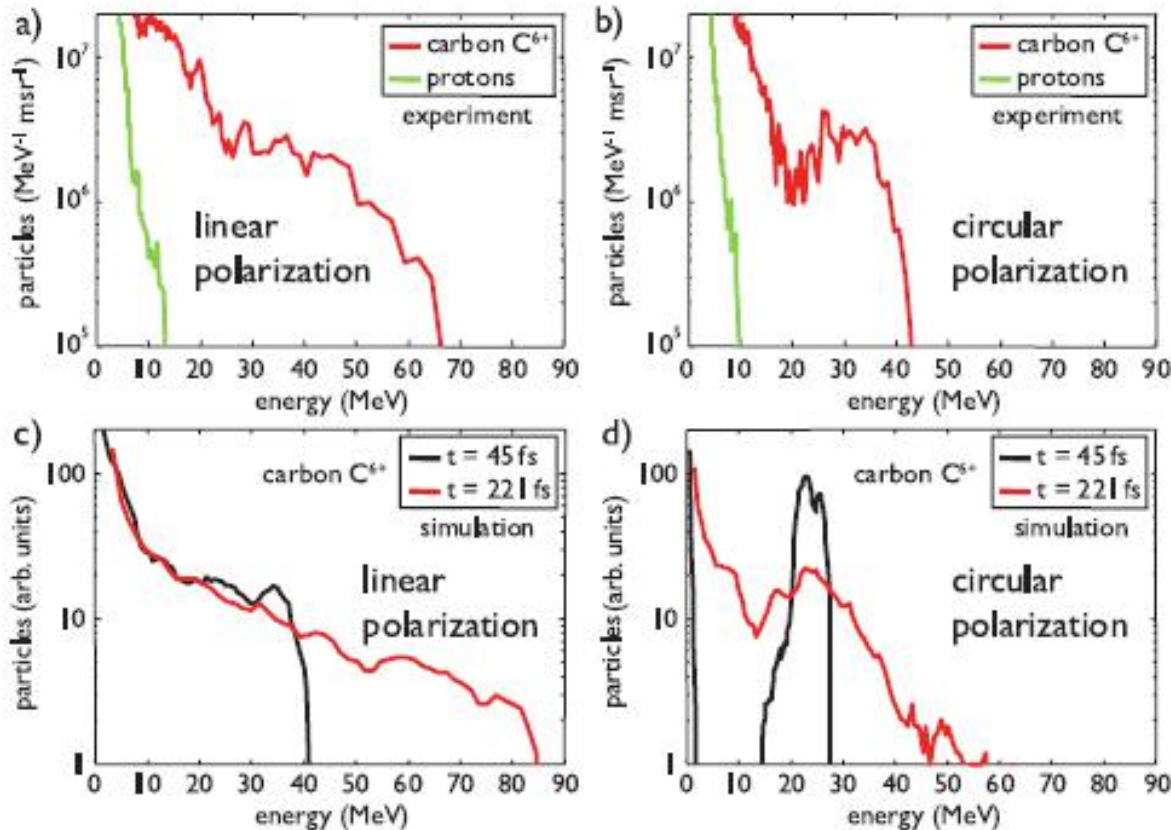 a)
10⁷
10⁶
10⁵
particles (MeV⁻¹ msr⁻¹)
carbon C⁶⁺
protons
experiment
linear
polarization
0 10 20 30 40 50 60 70 80 90
energy (MeV)
b)
10⁷
10⁶
10⁵
particles (MeV⁻¹ msr⁻¹)
carbon C⁶⁺
protons
experiment
circular
polarization
0 10 20 30 40 50 60 70 80 90
energy (MeV)
c)
100
10
1
particles (arb. units)
carbon C⁶⁺
t = 45 fs
t = 221 fs
simulation
linear
polarization
0 10 20 30 40 50 60 70 80 90
energy (MeV)
d)
100
10
1
particles (arb. units)
carbon C⁶⁺
t = 45 fs
t = 221 fs
simulation
circular
polarization
0 10 20 30 40 50 60 70 80 90
energy (MeV)